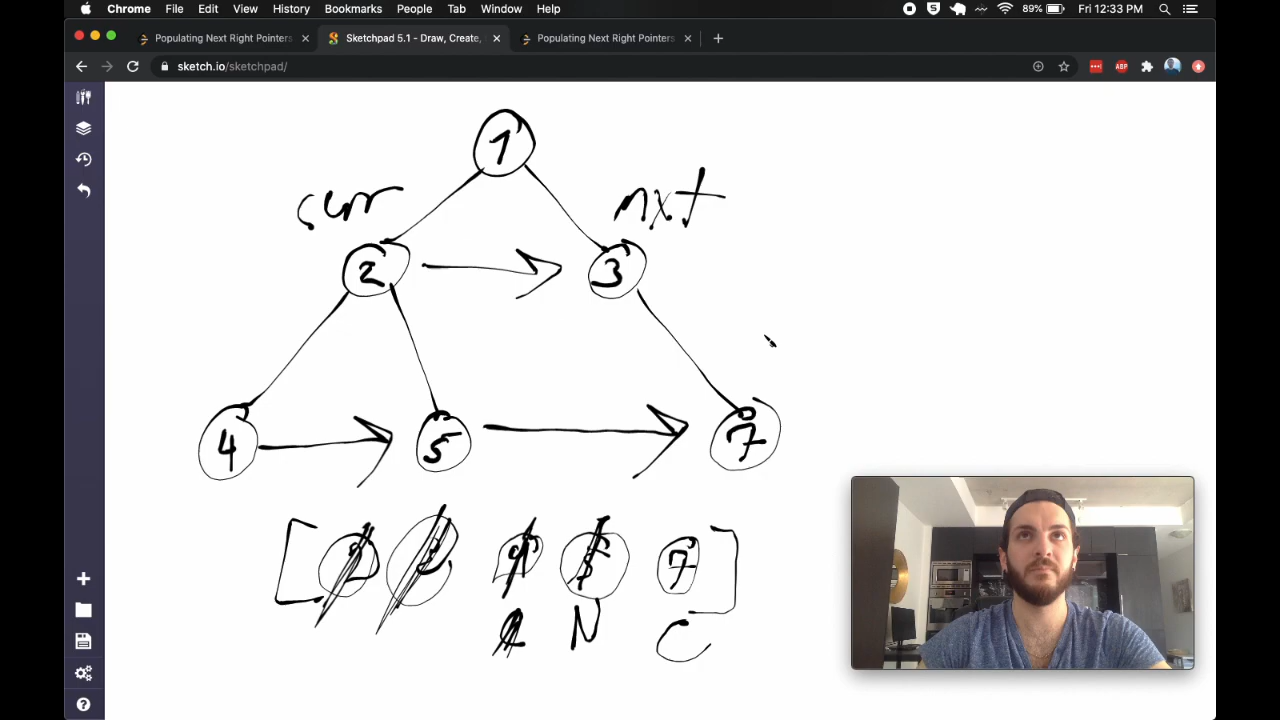 Chrome File Edit View History Bookmarks People Tab Window Help 89% Fri 12:33 PM
Populating Next Right Pointers Sketchpad 5.1 - Draw, Create, Populating Next Right Pointers
sketch.io/sketchpad/
ABP
1
curr nxt
2 3
4 5 7
7
N C